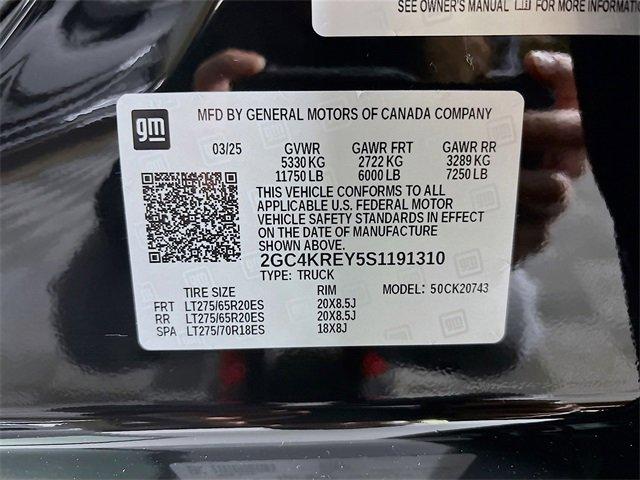 SEE OWNER'S MANUAL FOR MORE INFORMATIO
MFD BY GENERAL MOTORS OF CANADA COMPANY
gm
03/25 GVWR GAWR FRT GAWR RR
5330 KG 2722 KG 3289 KG
11750 LB 6000 LB 7250 LB
THIS VEHICLE CONFORMS TO ALL
APPLICABLE U.S. FEDERAL MOTOR
VEHICLE SAFETY STANDARDS IN EFFECT
ON THE DATE OF MANUFACTURE
SHOWN ABOVE.
2GC4KREY5S1191310
TYPE: TRUCK
TIRE SIZE RIM MODEL: 50CK20743
FRT LT275/65R20ES 20X8.5J
RR LT275/65R20ES 20X8.5J
SPA LT275/70R18ES 18X8J